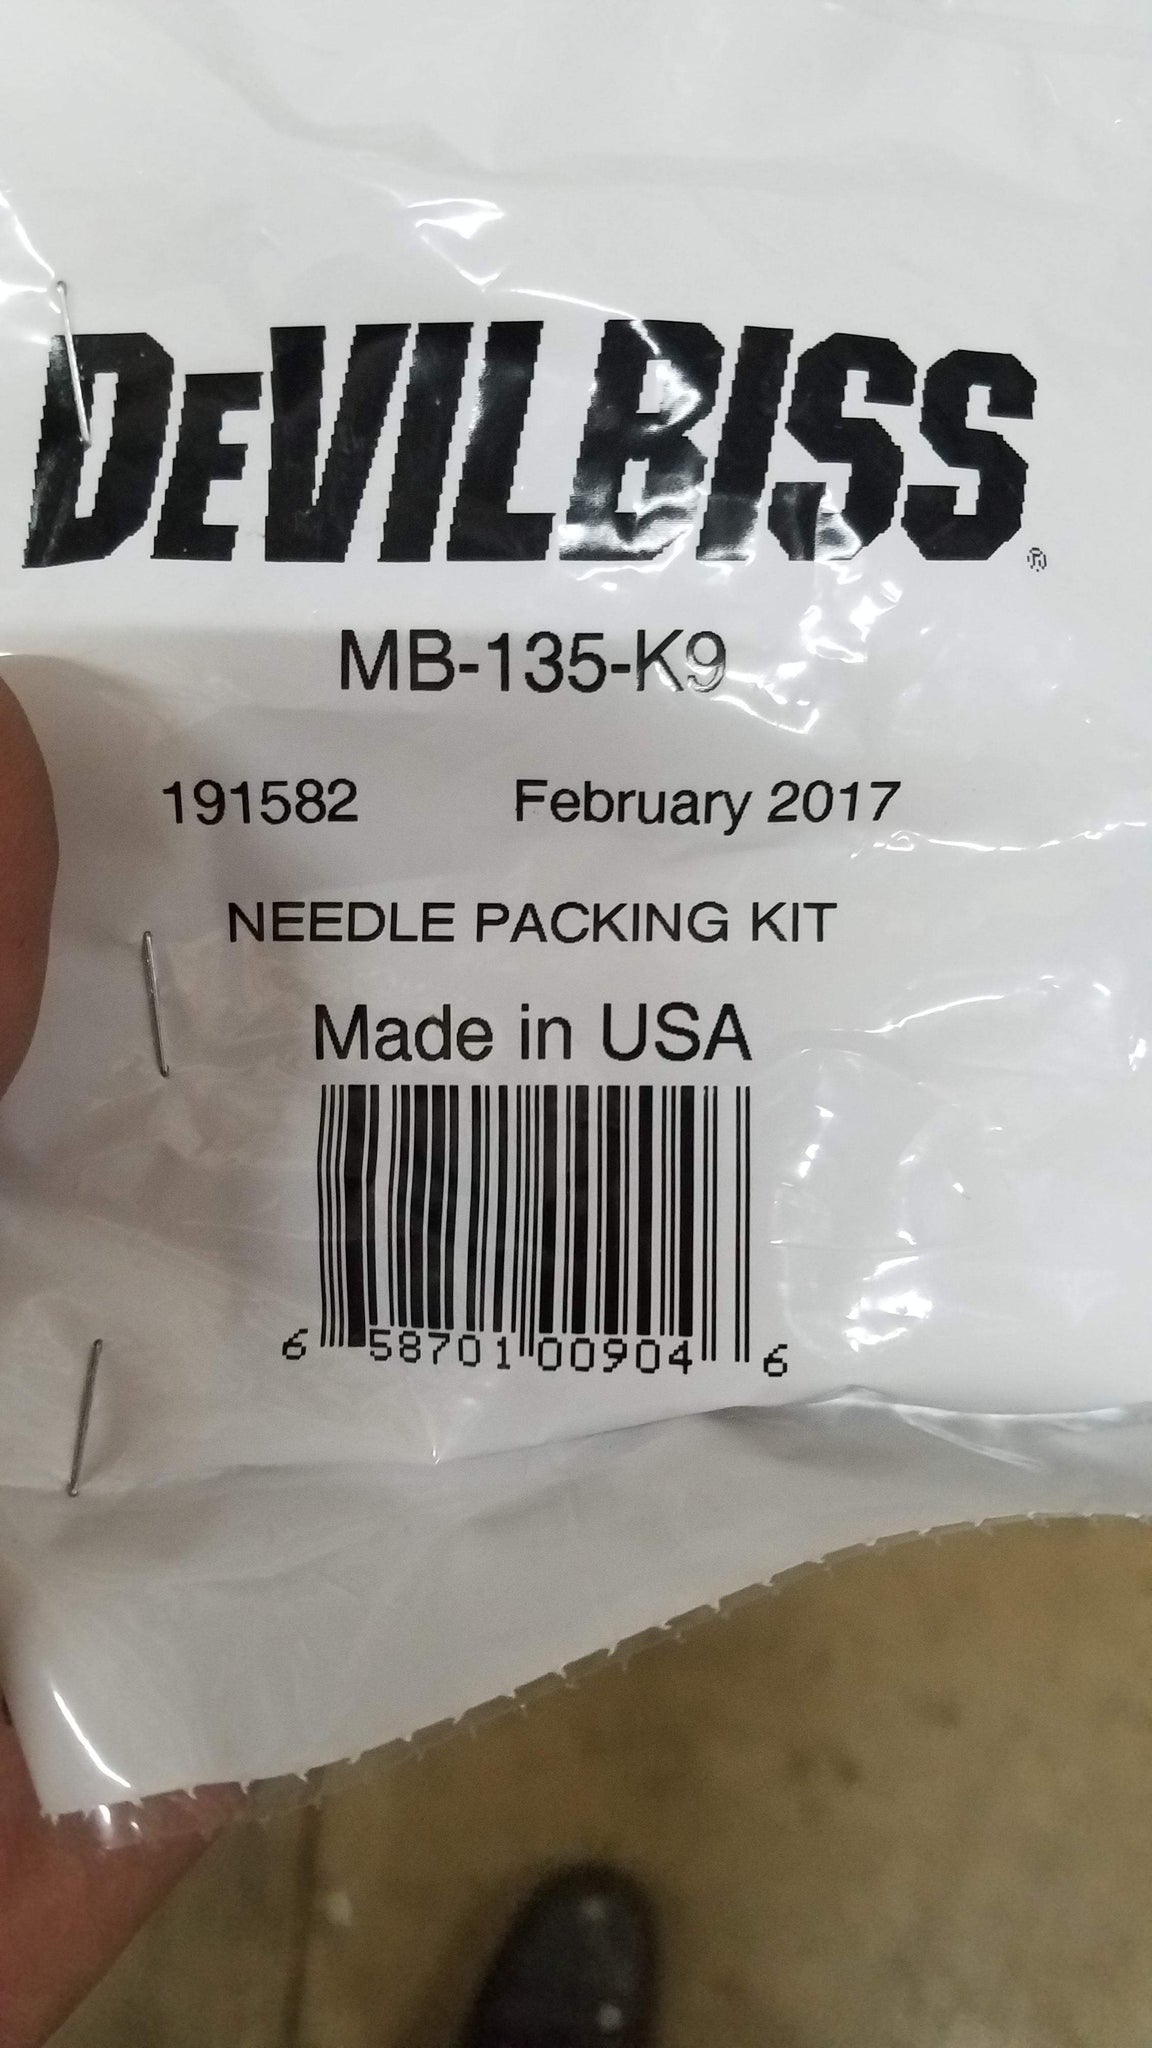 DEVILBISS®
MB-135-K9
191582 February 2017
NEEDLE PACKING KIT
Made in USA
6 58701 00904 6